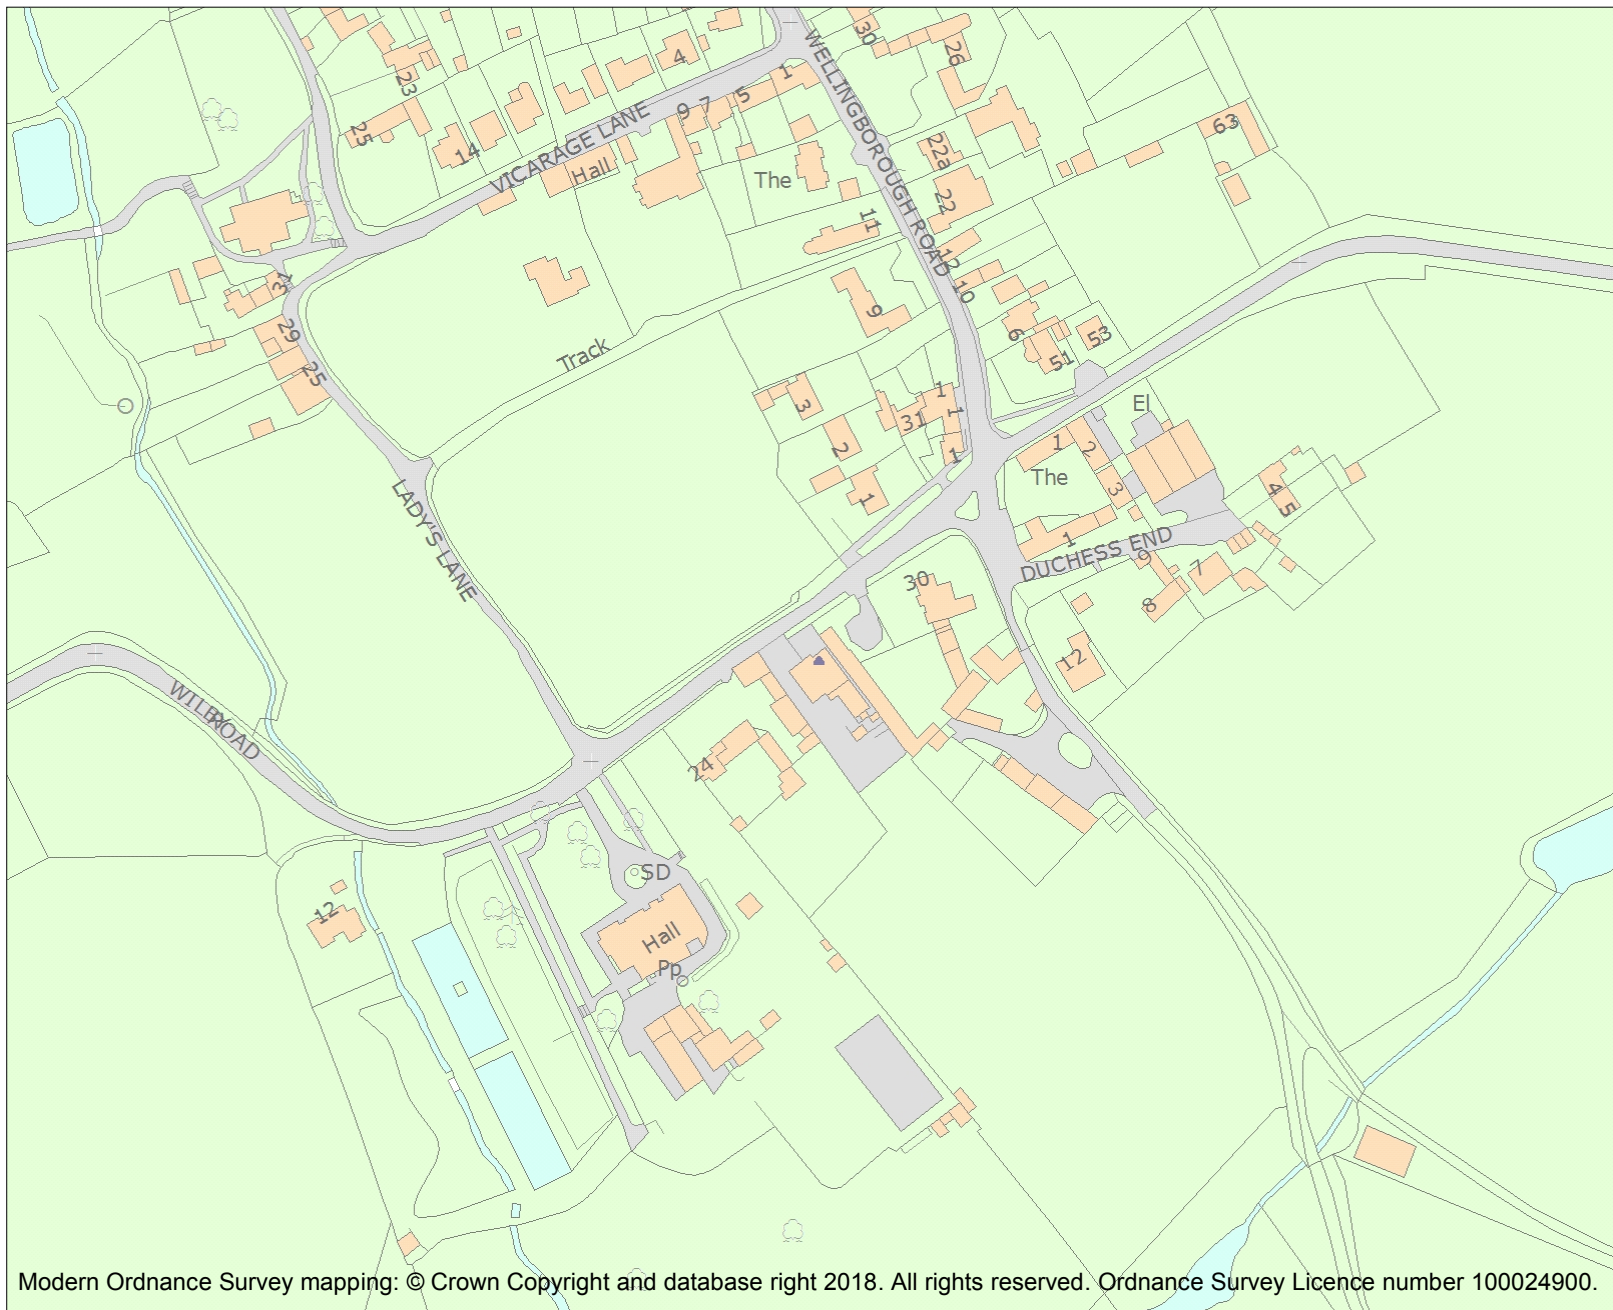 WELLINGBOROUGH ROAD
30
26
4
23
1
5
7
9
25
14
VICARAGE LANE
Hall
The
22a
22
63
11
12
10
31
29
25
9
6
51
53
Track
3
2
1
31
1
1
1
El
1
2
3
The
4
5
LADY'S LANE
1
DUCHESS END
9
7
8
30
12
WILBY ROAD
24
SD
12
Hall
Pp
Modern Ordnance Survey mapping: © Crown Copyright and database right 2018. All rights reserved. Ordnance Survey Licence number 100024900.